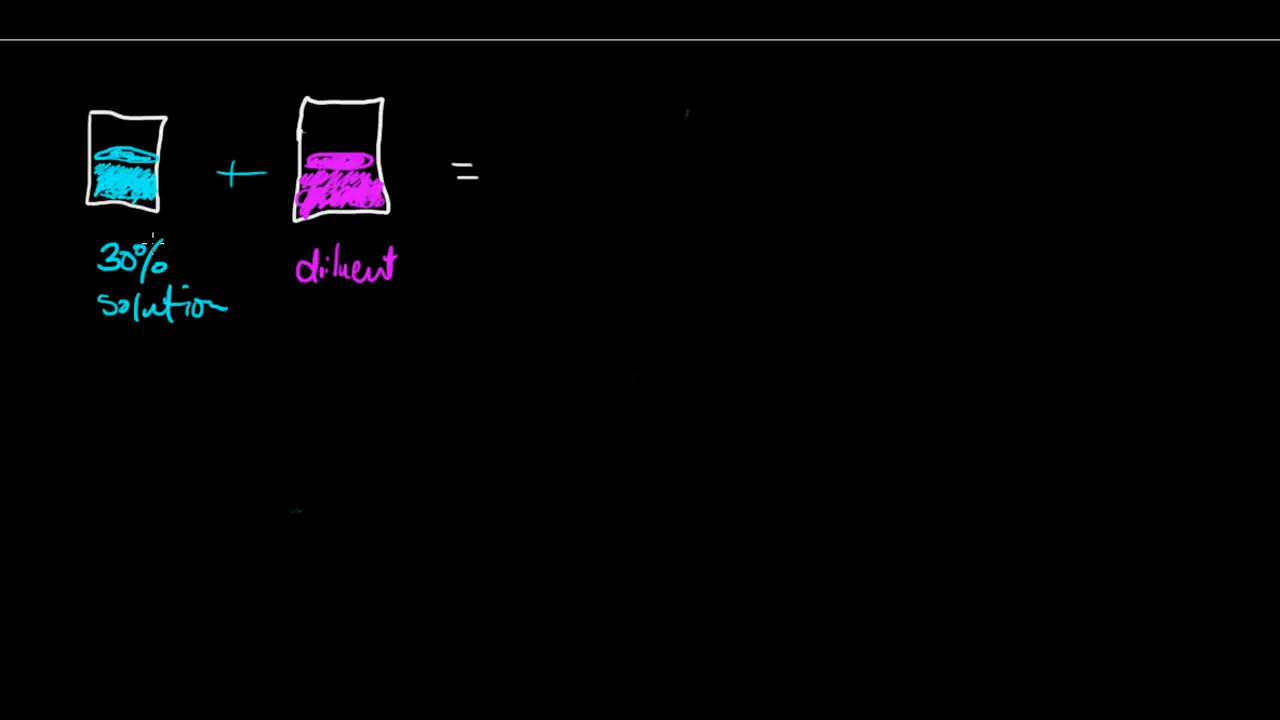 + =
30%
solution
diluent